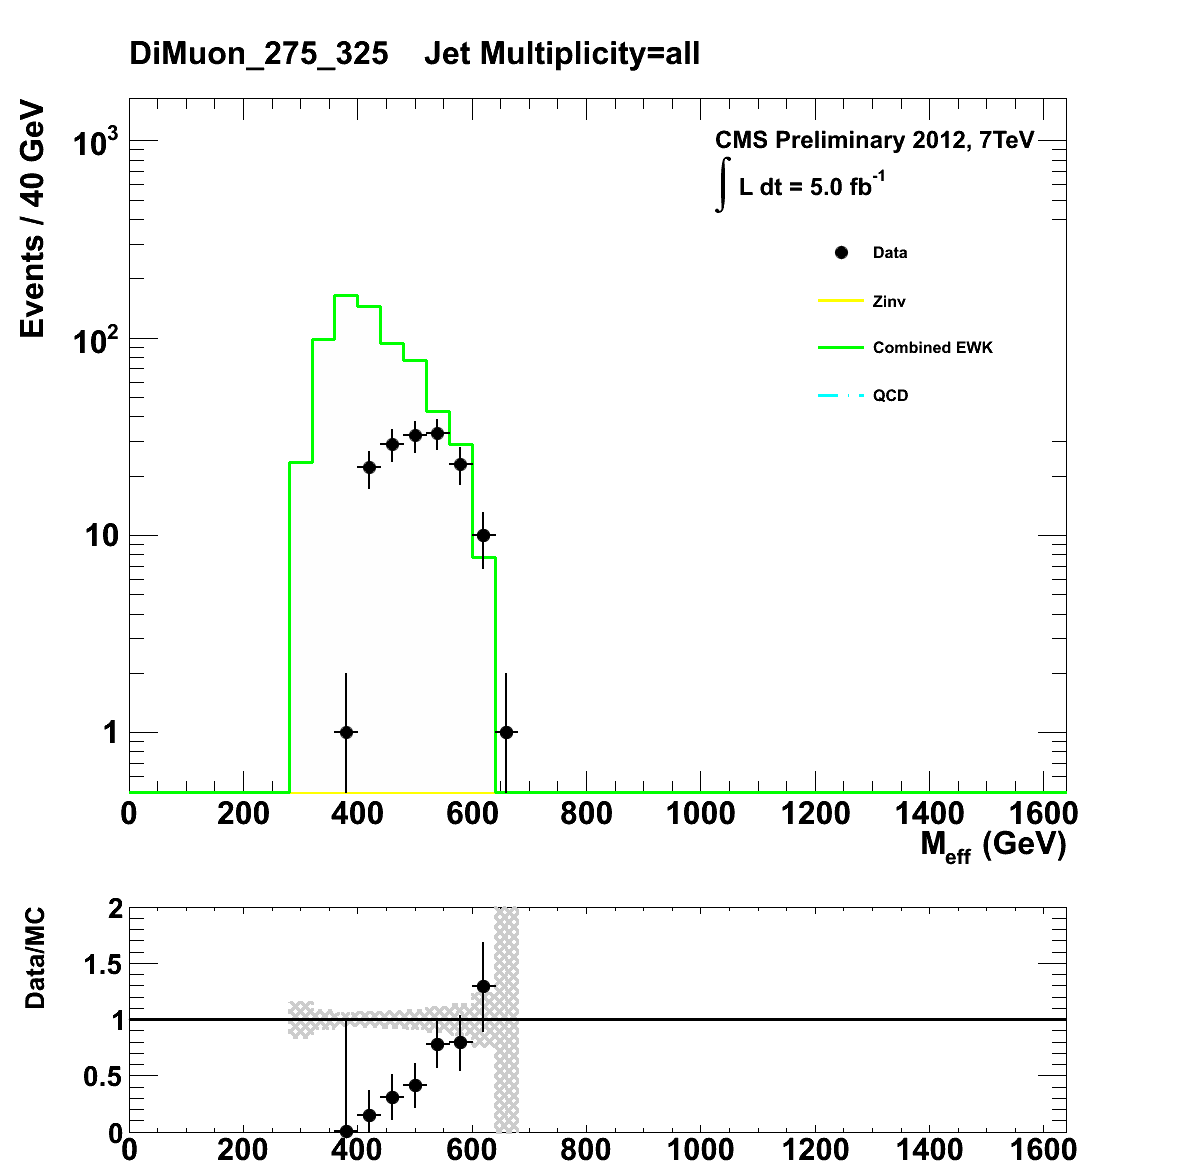 DiMuon_275_325 Jet Multiplicity=all
Events / 40 GeV
10³
10²
10
1
CMS Preliminary 2012, 7TeV
∫ L dt = 5.0 fb⁻¹
Data
Zinv
Combined EWK
QCD
0 200 400 600 800 1000 1200 1400 1600
M_eff (GeV)
Data/MC
2
1.5
1
0.5
0
0 200 400 600 800 1000 1200 1400 1600